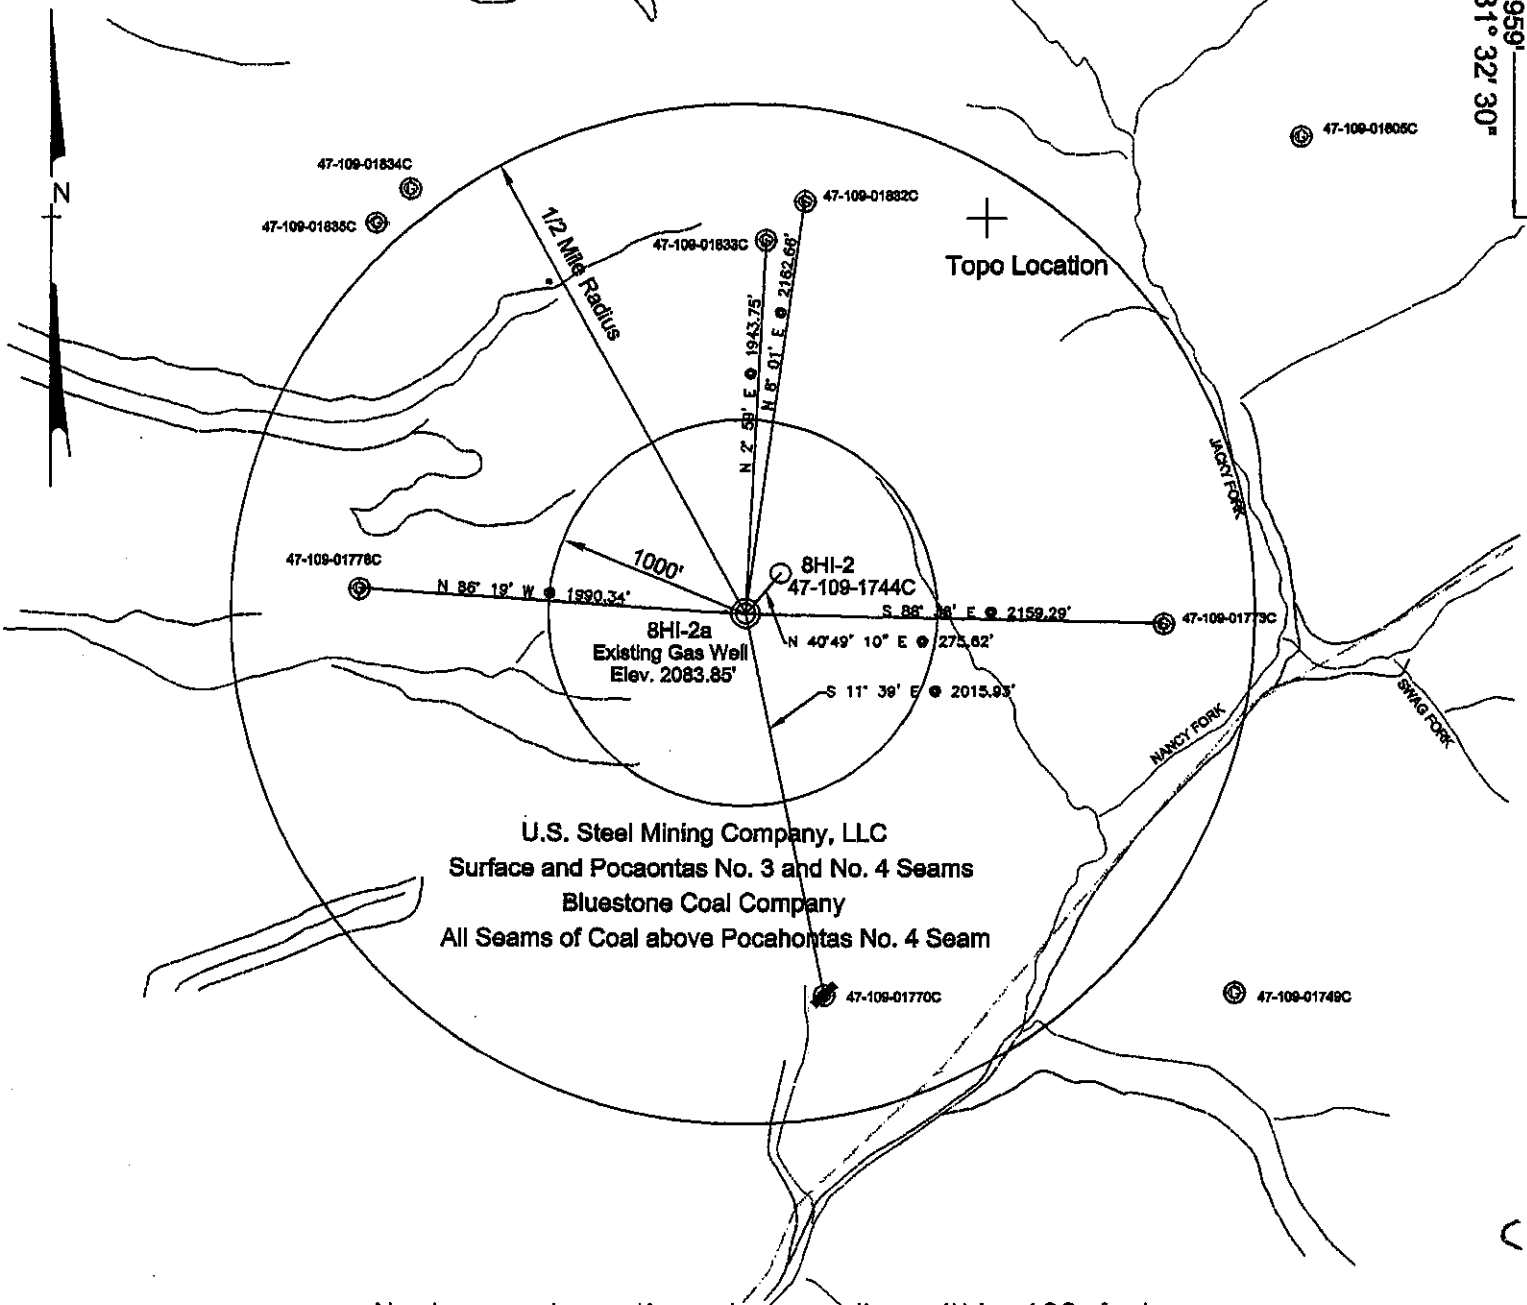 959'
81° 32' 30"
47-109-01805C
47-109-01834C
N
47-109-01835C
47-109-01832C
47-109-01833C
1/2 Mile Radius
Topo Location
N 2° 59' E @ 1943.75'
N 8° 01' E @ 2162.66'
JACKY FORK
47-109-01778C
1000'
8HI-2
47-109-1744C
N 86° 19' W @ 1990.34'
S 88° E @ 2159.29'
47-109-01773C
8HI-2a
Existing Gas Well
Elev. 2083.85'
N 40°49' 10" E @ 275.62'
S 11° 39' E @ 2015.93'
SWAG FORK
NANCY FORK
U.S. Steel Mining Company, LLC
Surface and Pocaontas No. 3 and No. 4 Seams
Bluestone Coal Company
All Seams of Coal above Pocahontas No. 4 Seam
47-109-01770C
47-109-01749C